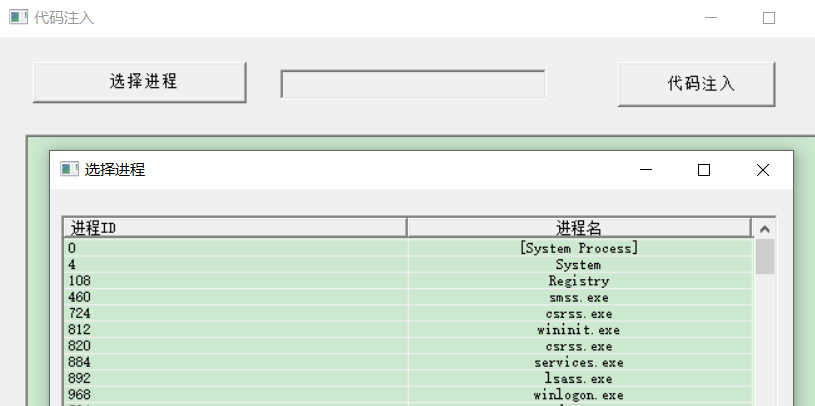 代码注入
选择进程 代码注入
选择进程
进程ID 进程名
0 [System Process]
4 System
108 Registry
460 smss.exe
724 csrss.exe
812 wininit.exe
820 csrss.exe
884 services.exe
892 lsass.exe
968 winlogon.exe